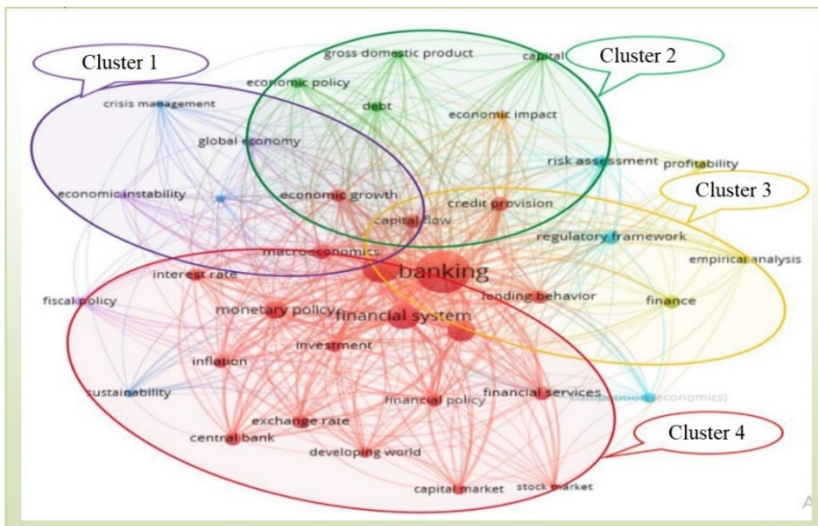 Cluster 1
Cluster 2
gross domestic product
capital
economic policy
crisis management
debt
economic impact
global economy
risk assessment
profitability
Cluster 3
economic instability
economic growth
credit provision
capital flow
regulatory framework
macroeconomics
empirical analysis
interest rate
banking
lending behavior
fiscal policy
finance
monetary policy
financial system
investment
inflation
sustainability
financial policy
financial services
competition (economics)
exchange rate
central bank
Cluster 4
developing world
capital market
stock market
A